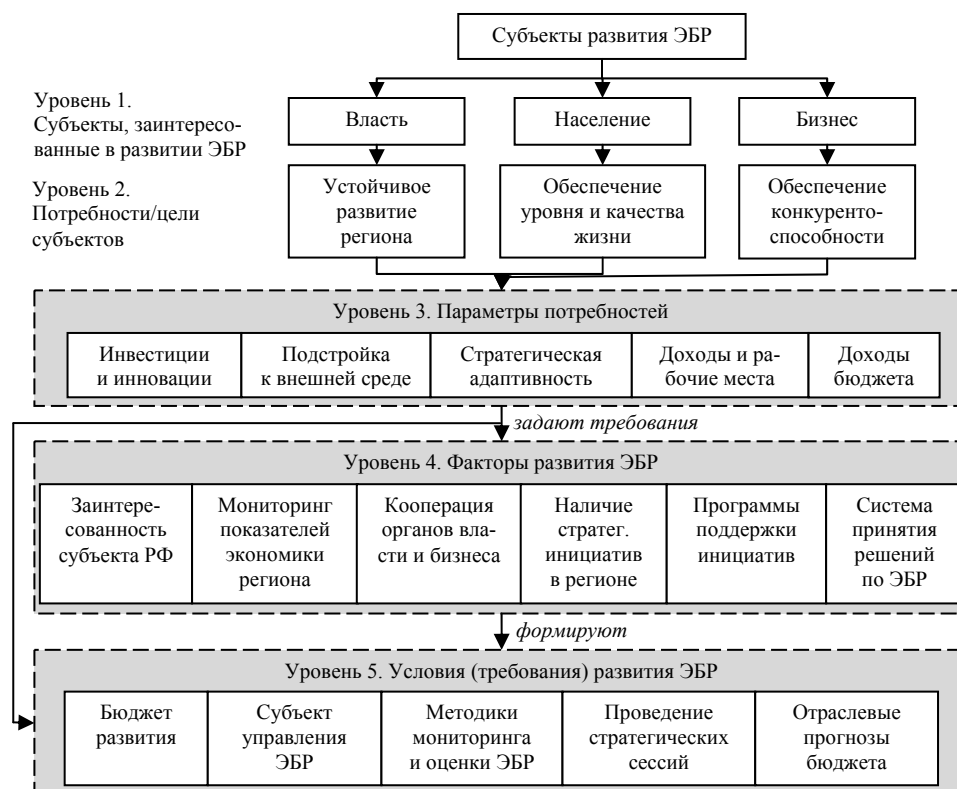 Субъекты развития ЭБР
Уровень 1.
Субъекты, заинтересо-
ванные в развитии ЭБР
Власть
Население
Бизнес
Уровень 2.
Потребности/цели
субъектов
Устойчивое
развитие
региона
Обеспечение
уровня и качества
жизни
Обеспечение
конкуренто-
способности
Уровень 3. Параметры потребностей
Инвестиции
и инновации
Подстройка
к внешней среде
Стратегическая
адаптивность
Доходы и ра-
бочие места
Доходы
бюджета
задают требования
Уровень 4. Факторы развития ЭБР
Заинтере-
сованность
субъекта РФ
Мониторинг
показателей
экономики
региона
Кооперация
органов вла-
сти и бизнеса
Наличие
стратег.
инициатив
в регионе
Программы
поддержки
инициатив
Система
принятия
решений
по ЭБР
формируют
Уровень 5. Условия (требования) развития ЭБР
Бюджет
развития
Субъект
управления
ЭБР
Методики
мониторинга
и оценки ЭБР
Проведение
стратегических
сессий
Отраслевые
прогнозы
бюджета